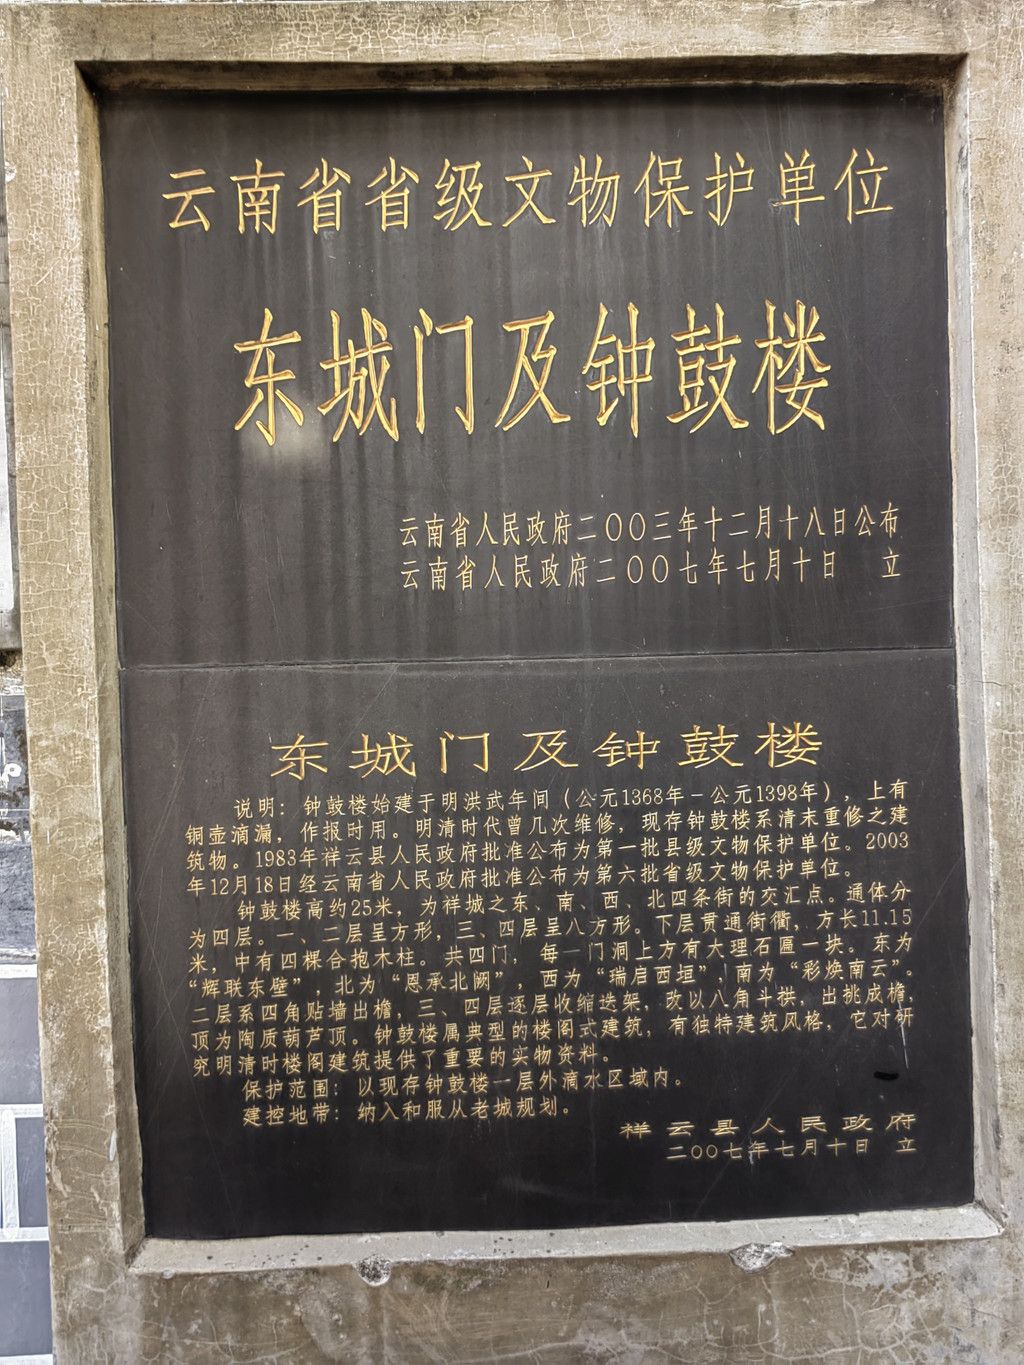 云南省省级文物保护单位
东城门及钟鼓楼
云南省人民政府二〇〇三年十二月十八日公布
云南省人民政府二〇〇七年七月十日 立
东城门及钟鼓楼
说明：钟鼓楼始建于明洪武年间（公元1368年－公元1398年），上有
铜壶滴漏，作报时用。明清时代曾几次维修，现存钟鼓楼系清末重修之建
筑物。1983年祥云县人民政府批准公布为第一批县级文物保护单位。2003
年12月18日经云南省人民政府批准公布为第六批省级文物保护单位。
钟鼓楼高约25米，为祥城之东、南、西、北四条街的交汇点。通体分
为四层。一、二层呈方形，三、四层呈八方形。下层贯通街衢，方长11.15
米，中有四棵合抱木柱。共四门，每一门洞上方有大理石匾一块。东为
“辉联东壁”，北为“恩承北阙”，西为“瑞启西垣”，南为“彩焕南云”。
二层系四角贴墙出檐，三、四层逐层收缩迭架，改以八角斗拱，出挑成檐，
顶为陶质葫芦顶。钟鼓楼属典型的楼阁式建筑，有独特建筑风格，它对研
究明清时楼阁建筑提供了重要的实物资料。
保护范围：以现存钟鼓楼一层外滴水区域内。
建控地带：纳入和服从老城规划。
祥云县人民政府
二〇〇七年七月十日 立